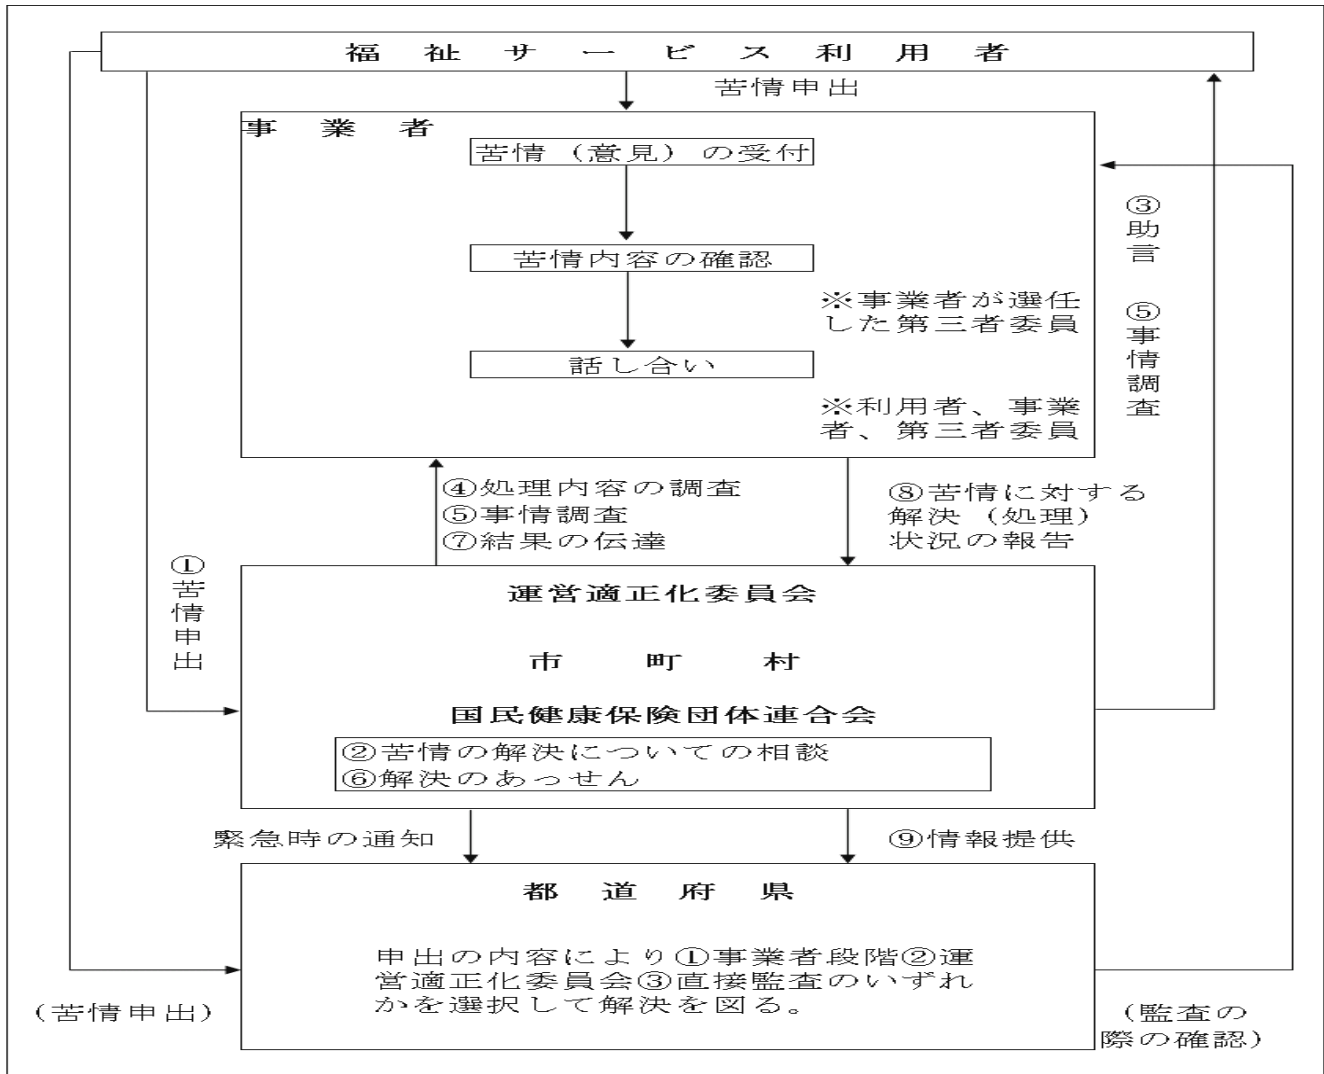 福祉サービス利用者
苦情申出
事業者
苦情（意見）の受付
苦情内容の確認
※事業者が選任
した第三者委員
話し合い
※利用者、事業
者、第三者委員
③助言
⑤事情調査
④処理内容の調査
⑤事情調査
⑦結果の伝達
⑧苦情に対する
解決（処理）
状況の報告
①苦情申出
運営適正化委員会
市町村
国民健康保険団体連合会
②苦情の解決についての相談
⑥解決のあっせん
緊急時の通知
⑨情報提供
都道府県
申出の内容により①事業者段階②運
営適正化委員会③直接監査のいずれ
かを選択して解決を図る。
（苦情申出）
（監査の
際の確認）